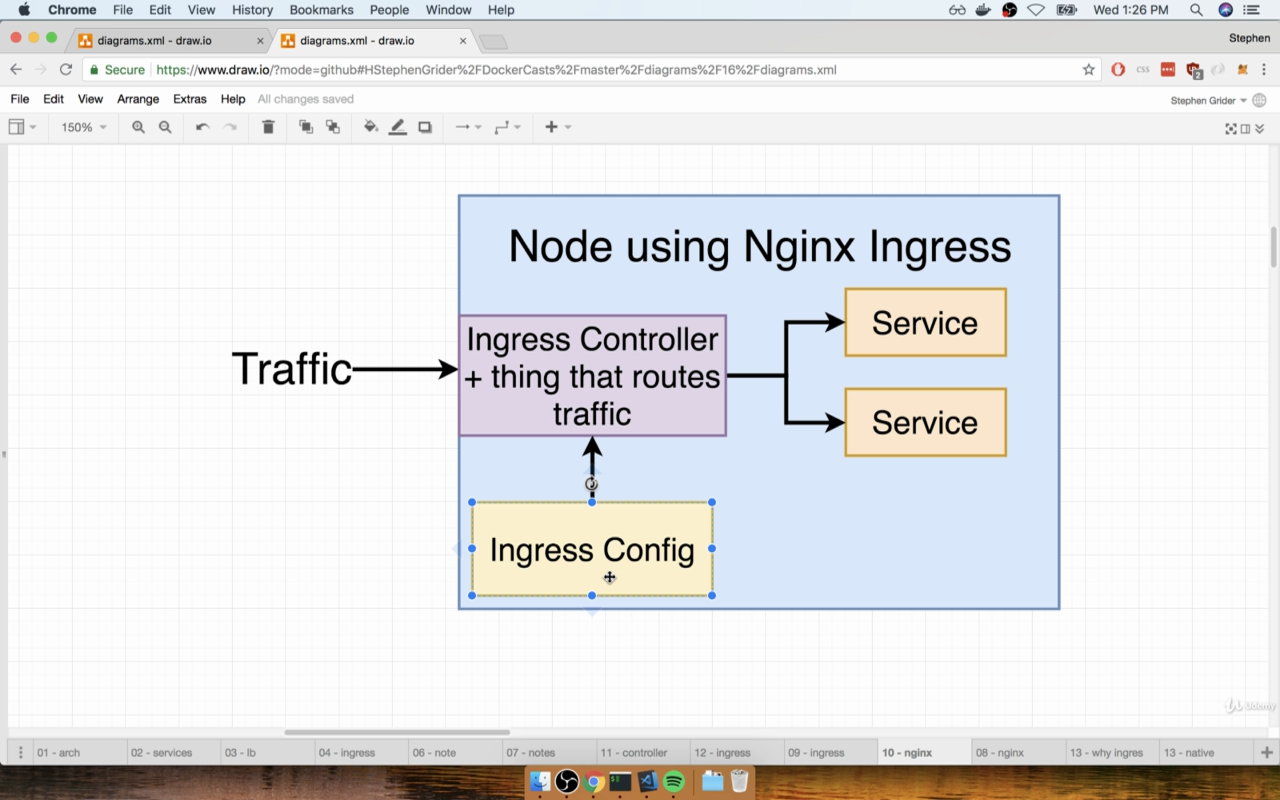 Chrome File Edit View History Bookmarks People Window Help Wed 1:26 PM
diagrams.xml - draw.io diagrams.xml - draw.io Stephen
Secure https://www.draw.io/?mode=github#HStephenGrider%2FDockerCasts%2Fmaster%2Fdiagrams%2F16%2Fdiagrams.xml CSS 2
File Edit View Arrange Extras Help All changes saved Stephen Grider
150%
Node using Nginx Ingress
Service
Ingress Controller
+ thing that routes
traffic
Traffic
Service
Ingress Config
Udemy
01 - arch 02 - services 03 - lb 04 - ingress 06 - note 07 - notes 11 - controller 12 - ingress 09 - ingress 10 - nginx 08 - nginx 13 - why ingres 13 - native